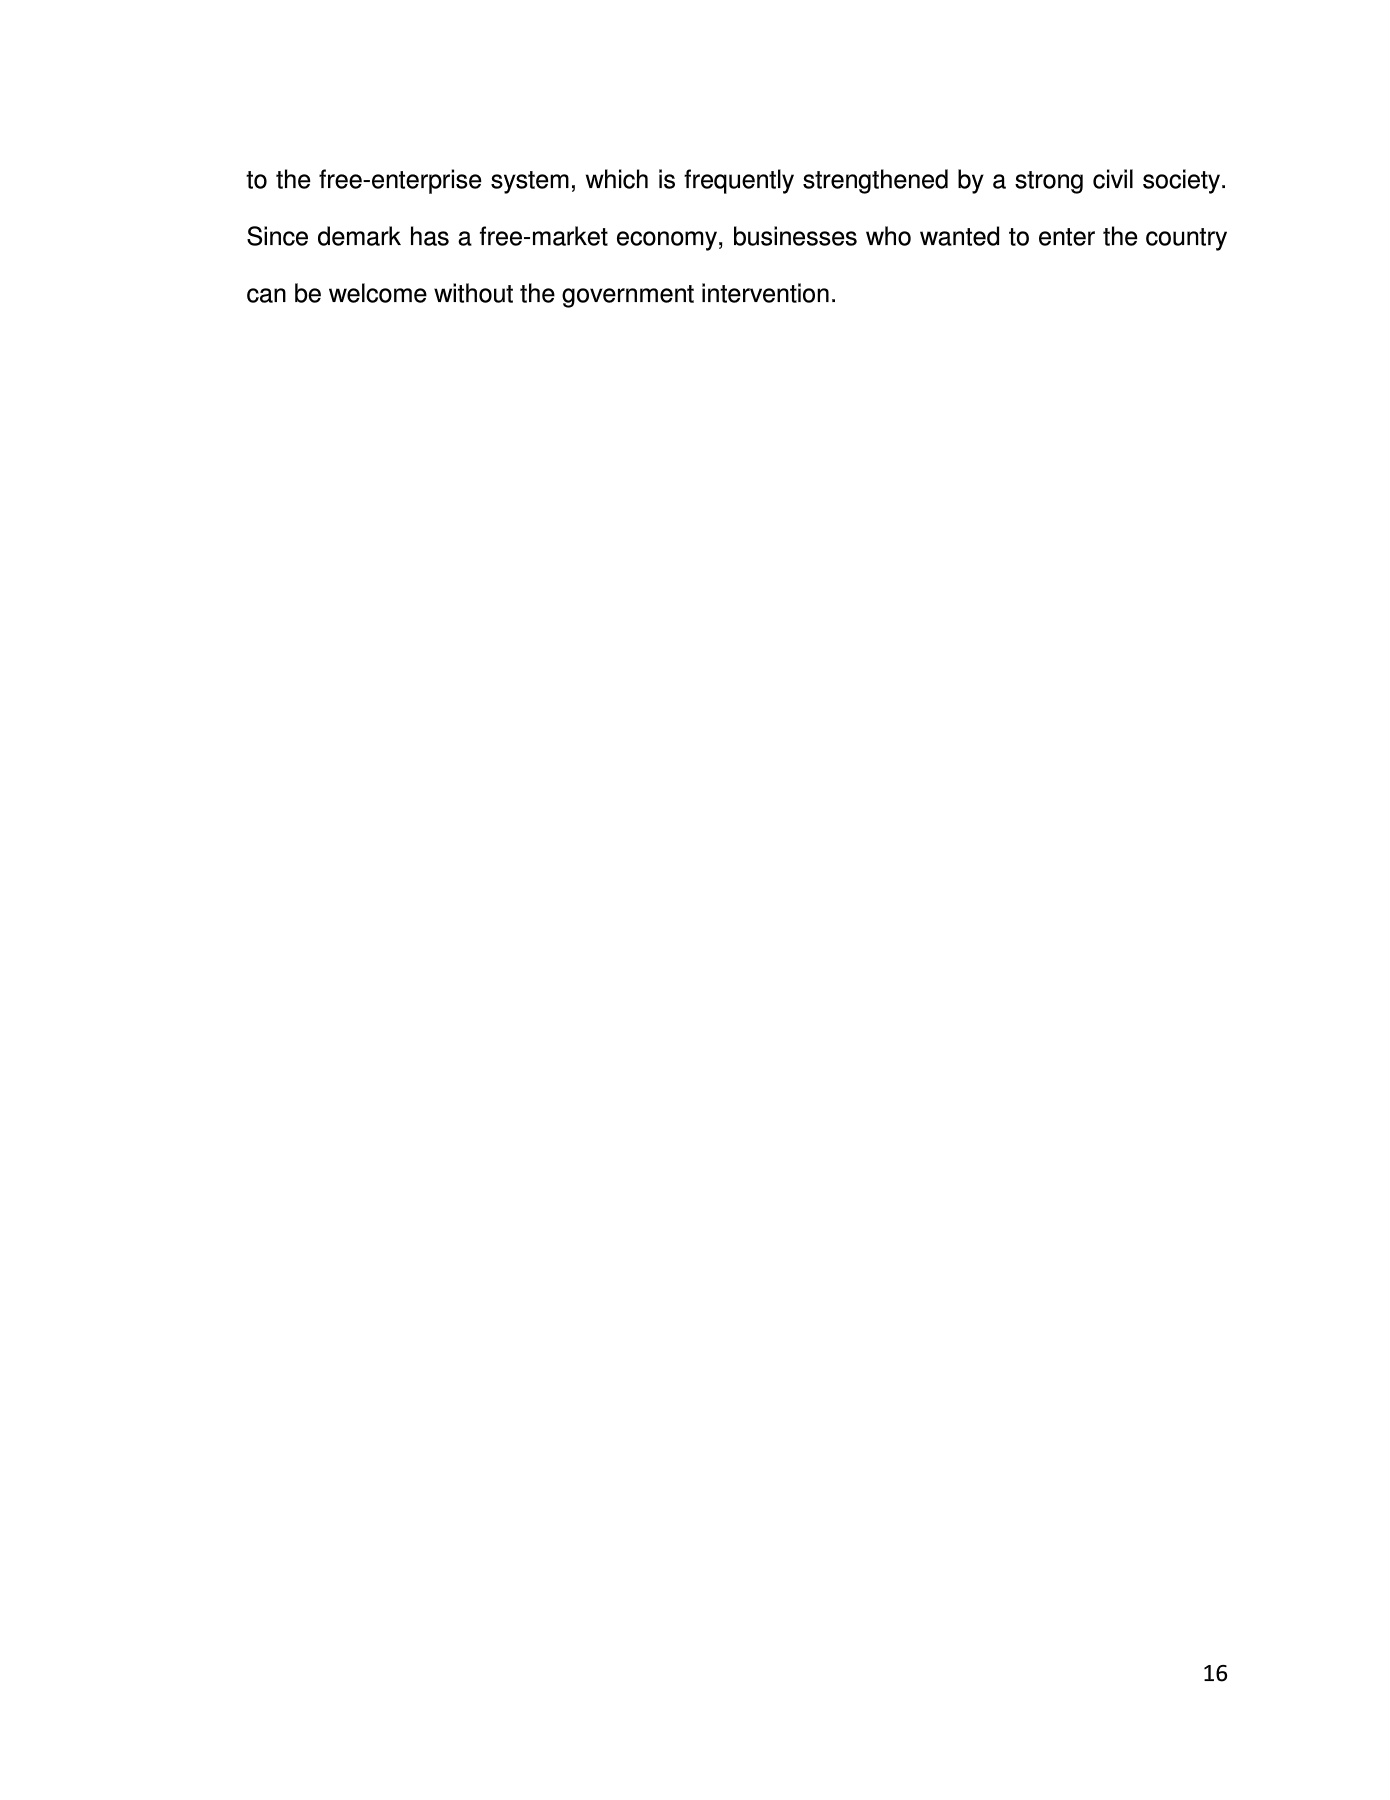 to the free-enterprise system, which is frequently strengthened by a strong civil society.
Since demark has a free-market economy, businesses who wanted to enter the country
can be welcome without the government intervention.
16